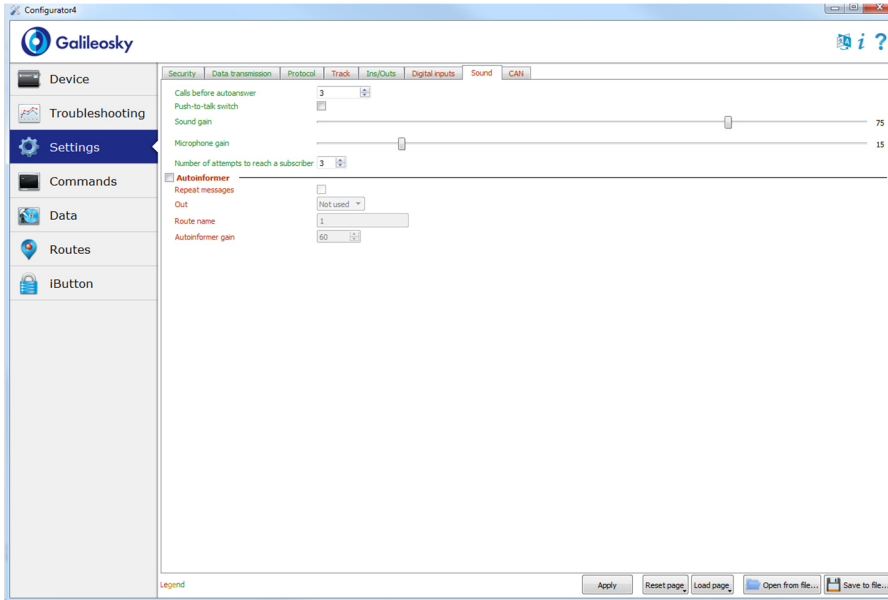 Configurator4
Galileosky
Device
Troubleshooting
Settings
Commands
Data
Routes
iButton
Security Data transmission Protocol Track Ins/Outs Digital inputs Sound CAN
Calls before autoanswer 3
Push-to-talk switch
Sound gain 75
Microphone gain 15
Number of attempts to reach a subscriber 3
Autoinformer
Repeat messages
Out Not used
Route name 1
Autoinformer gain 60
Legend Apply Reset page Load page Open from file... Save to file...